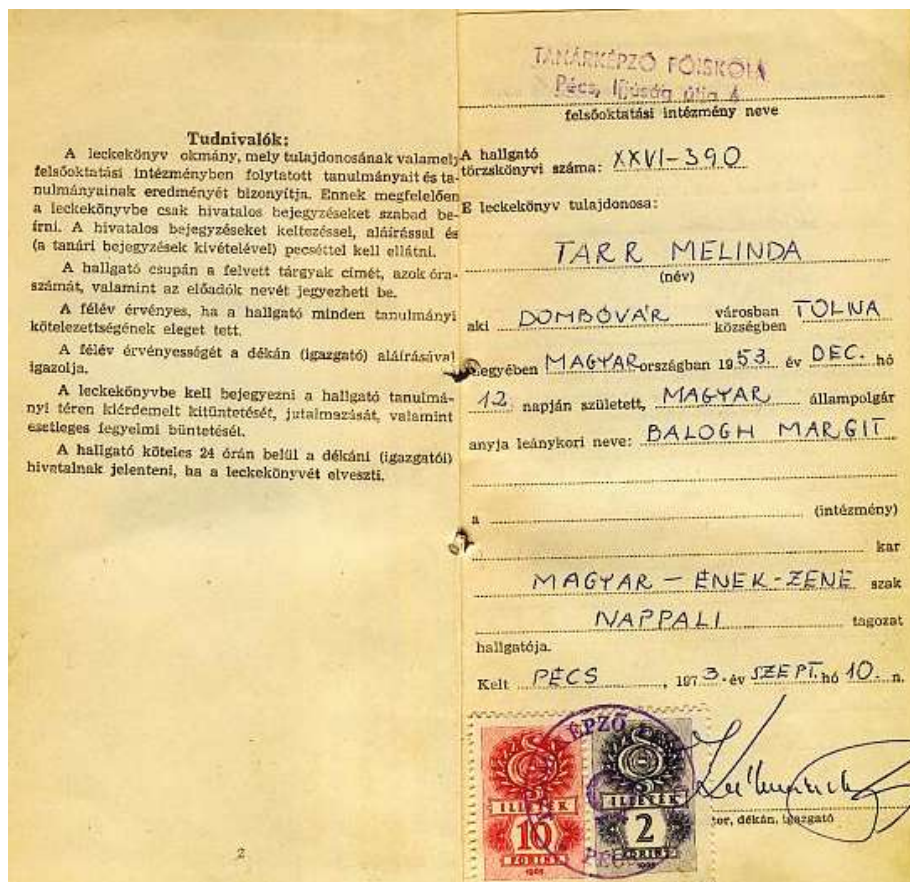 Tudnivalók:
A leckekönyv okmány, mely tulajdonosának valamely
felsőoktatási intézményben folytatott tanulmányait és ta-
nulmányainak eredményét bizonyítja. Ennek megfelelően
a leckekönyvbe csak hivatalos bejegyzéseket szabad be-
írni. A hivatalos bejegyzéseket keltezéssel, aláírással és
(a tanári bejegyzések kivételével) pecséttel kell ellátni.
A hallgató csupán a felvett tárgyak címét, azok óra-
számát, valamint az előadók nevét jegyezheti be.
A félév érvényes, ha a hallgató minden tanulmányi
kötelezettségének eleget tett.
A félév érvényességét a dékán (igazgató) aláírásával
igazolja.
A leckekönyvbe kell bejegyezni a hallgató tanulmá-
nyi téren kiérdemelt kitüntetését, jutalmazását, valamint
esetleges fegyelmi büntetését.
A hallgató köteles 24 órán belül a dékáni (igazgatói)
hivatalnak jelenteni, ha a leckekönyvét elveszti.
2
TANÁRKÉPZŐ FŐISKOLA
Pécs, Ifjúság útja 6
felsőoktatási intézmény neve
A hallgató
törzskönyvi száma: XXVI-390
E leckekönyv tulajdonosa:
TARR MELINDA
(név)
aki DOMBÓVÁR városban községben TOLNA
megyében MAGYARországban 1953. év DEC. hó
12. napján született, MAGYAR állampolgár
anyja leánykori neve: BALOGH MARGIT
a (intézmény)
kar
MAGYAR - ÉNEK-ZENE szak
NAPPALI tagozat
hallgatója.
Kelt PÉCS, 1973. év SZEPT. hó 10. n.
ÉPZŐ
PÉCS
ILLETÉK
10
FORINT
ILLETÉK
2
FORINT
tor, dékán, igazgató